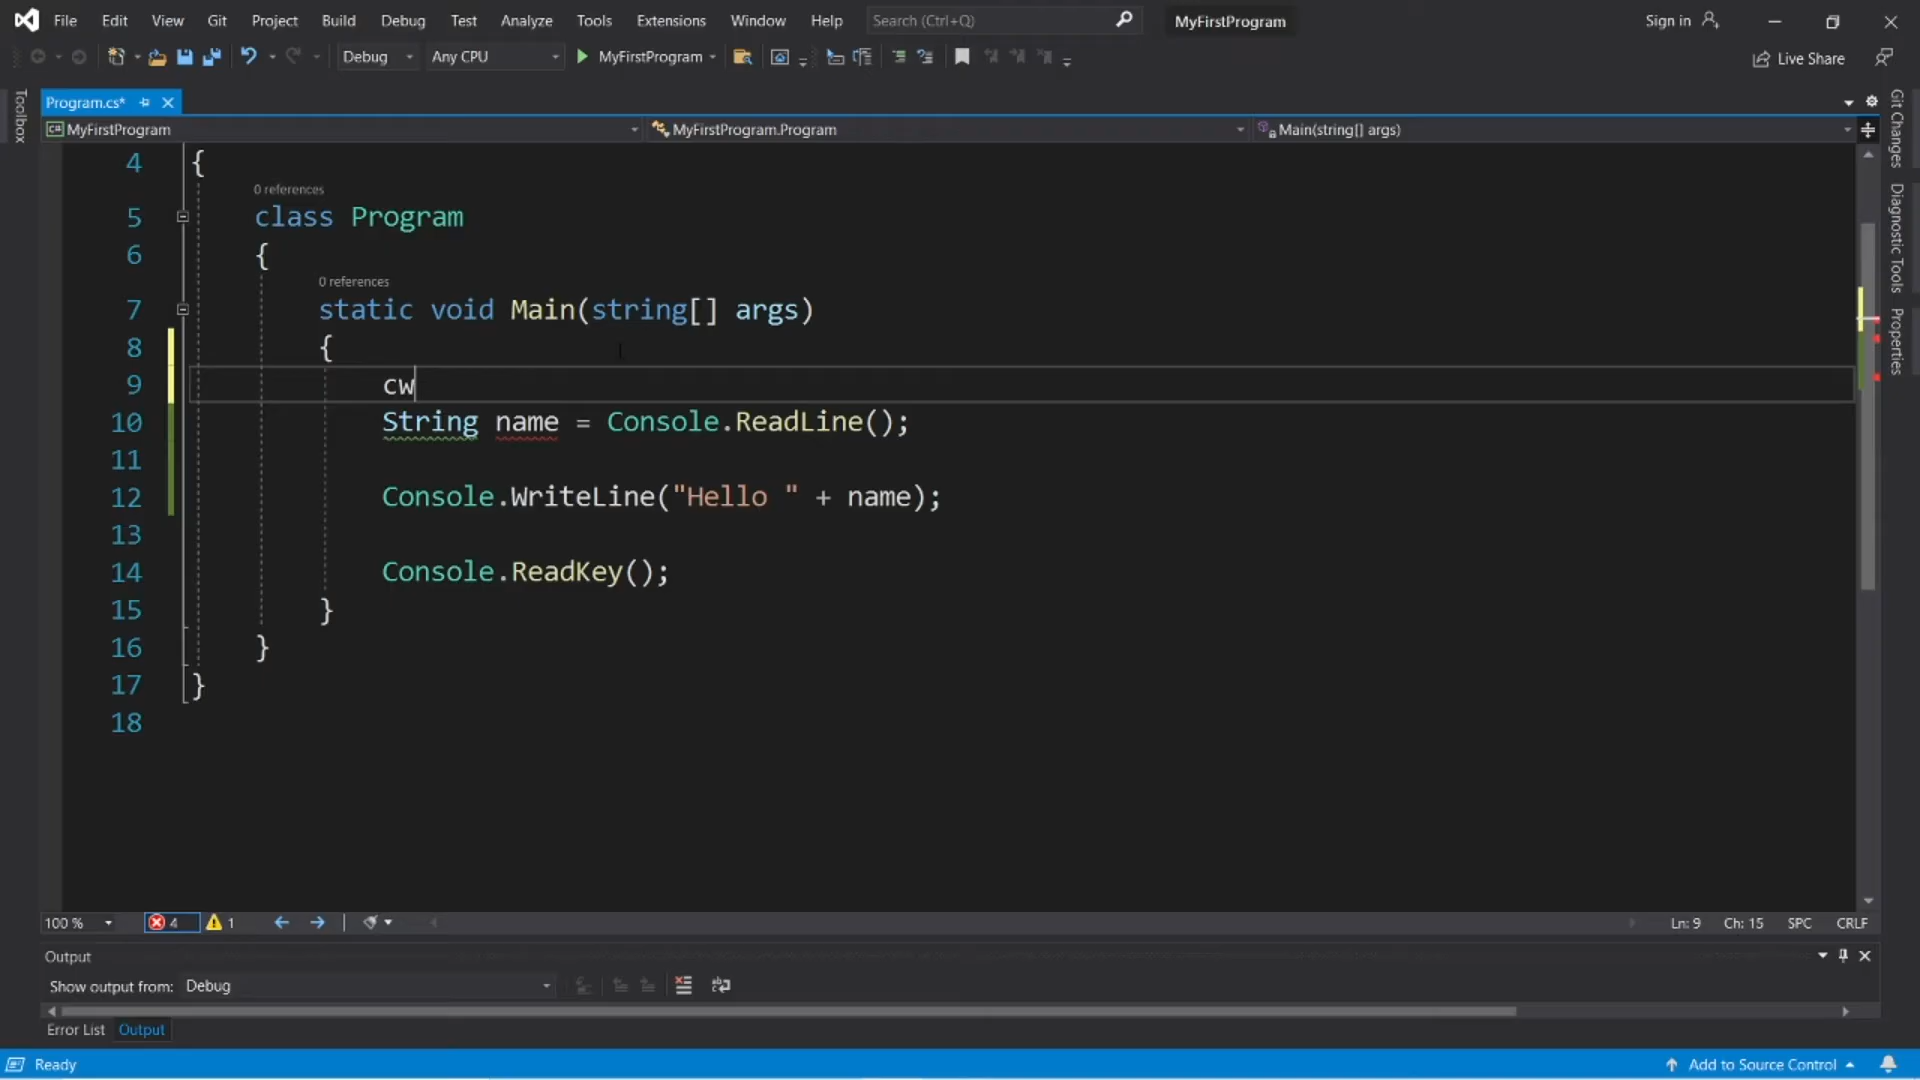 File Edit View Git Project Build Debug Test Analyze Tools Extensions Window Help Search (Ctrl+Q) MyFirstProgram Sign in
Debug Any CPU MyFirstProgram Live Share
Toolbox
Program.cs*
MyFirstProgram MyFirstProgram.Program Main(string[] args)
4 {
0 references
5 class Program
6 {
0 references
7 static void Main(string[] args)
8 {
9 cw
10 String name = Console.ReadLine();
11
12 Console.WriteLine("Hello " + name);
13
14 Console.ReadKey();
15 }
16 }
17 }
18
Git Changes
Diagnostic Tools
Properties
100 % 4 1 Ln: 9 Ch: 15 SPC CRLF
Output
Show output from: Debug
Error List Output
Ready Add to Source Control